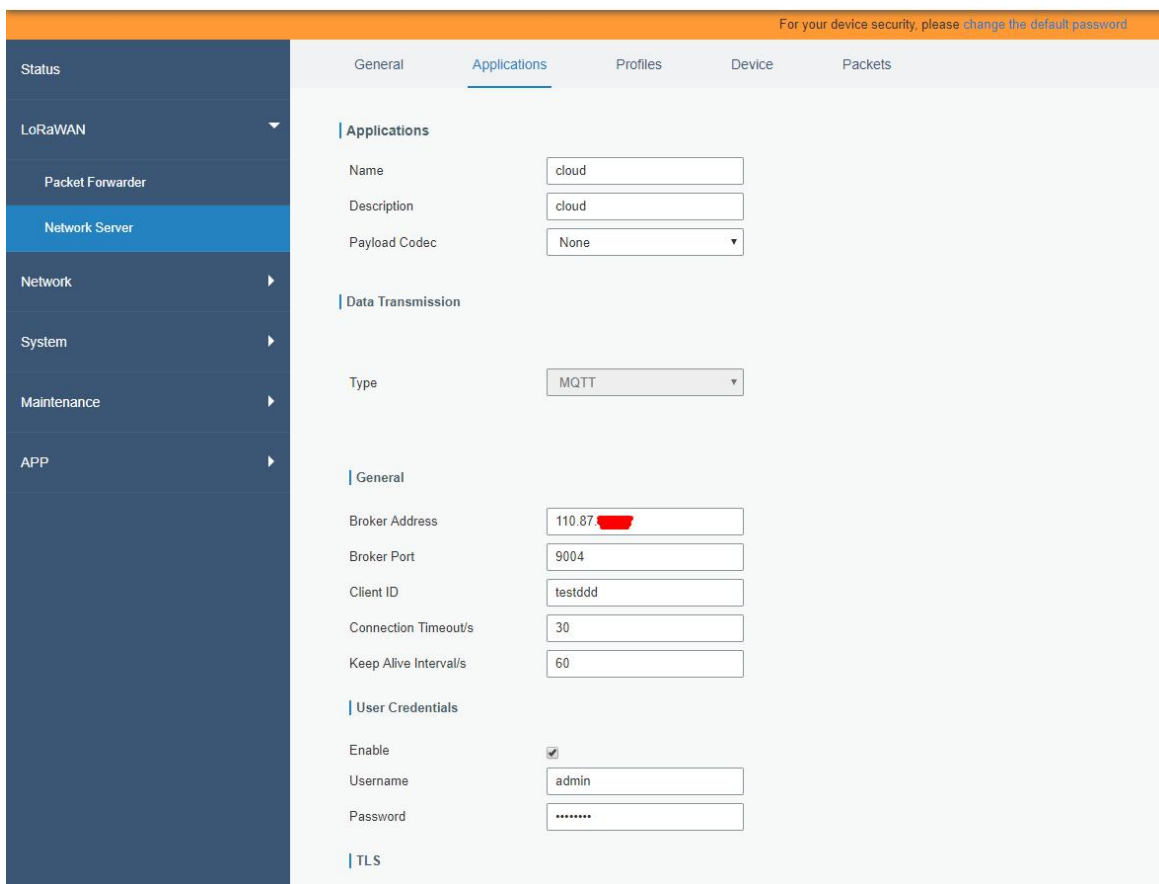 For your device security, please change the default password
Status
LoRaWAN
Packet Forwarder
Network Server
Network
System
Maintenance
APP
General Applications Profiles Device Packets
Applications
Name cloud
Description cloud
Payload Codec None
Data Transmission
Type MQTT
General
Broker Address 110.87.
Broker Port 9004
Client ID testddd
Connection Timeout/s 30
Keep Alive Interval/s 60
User Credentials
Enable
Username admin
Password ••••••••
TLS